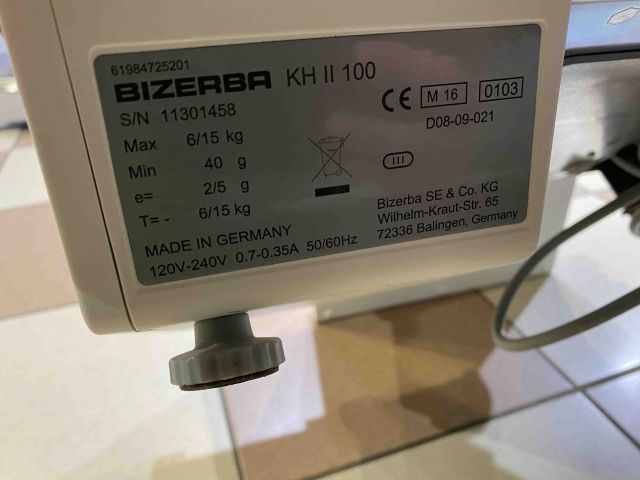 61984725201
BIZERBA KH II 100
S/N 11301458
Max 6/15 kg
Min 40 g
e= 2/5 g
T= - 6/15 kg
CE M 16 0103
D08-09-021
III
Bizerba SE & Co. KG
Wilhelm-Kraut-Str. 65
72336 Balingen, Germany
MADE IN GERMANY
120V-240V 0.7-0.35A 50/60Hz